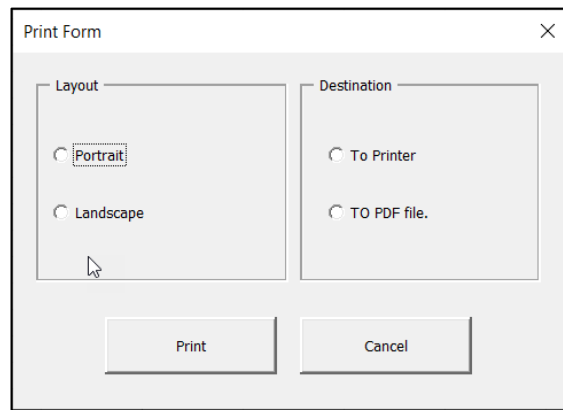 Print Form
Layout
Portrait
Landscape
Destination
To Printer
TO PDF file.
Print
Cancel